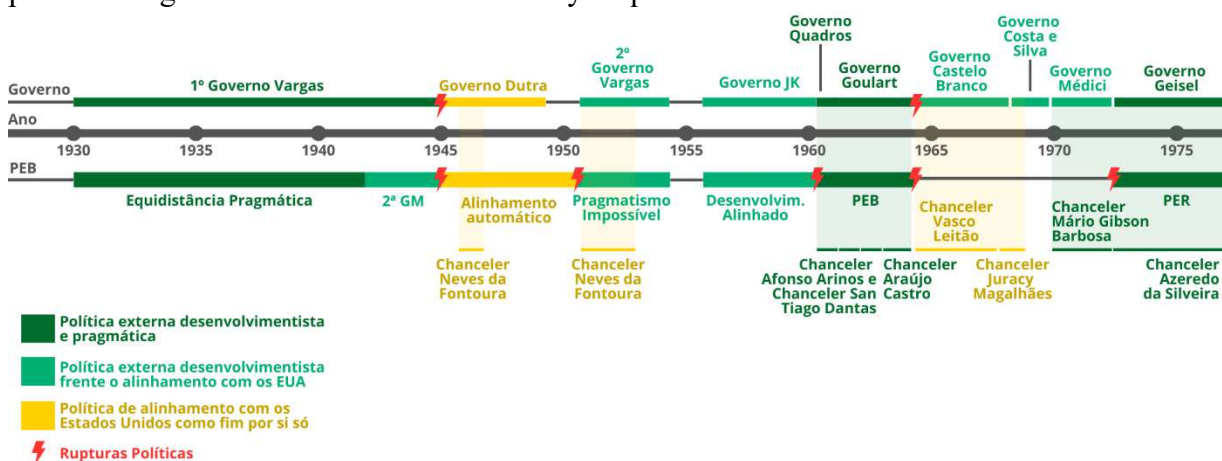 Governo
Quadros
Governo
Costa e
Silva
1º Governo Vargas
Governo Dutra
2º
Governo
Vargas
Governo JK
Governo
Goulart
Governo
Castelo
Branco
Governo
Médici
Governo
Geisel
Governo
Ano
1930
1935
1940
1945
1950
1955
1960
1965
1970
1975
PEB
Equidistância Pragmática
2ª GM
Alinhamento
automático
Pragmatismo
Impossível
Desenvolvim.
Alinhado
PEB
Chanceler
Vasco
Leitão
Chanceler
Mário Gibson
Barbosa
PER
Chanceler
Neves da
Fontoura
Chanceler
Neves da
Fontoura
Chanceler
Afonso Arinos e
Chanceler San
Tiago Dantas
Chanceler
Araújo
Castro
Chanceler
Juracy
Magalhães
Chanceler
Azeredo
da Silveira
Política externa desenvolvimentista
e pragmática
Política externa desenvolvimentista
frente o alinhamento com os EUA
Política de alinhamento com os
Estados Unidos como fim por si só
Rupturas Políticas